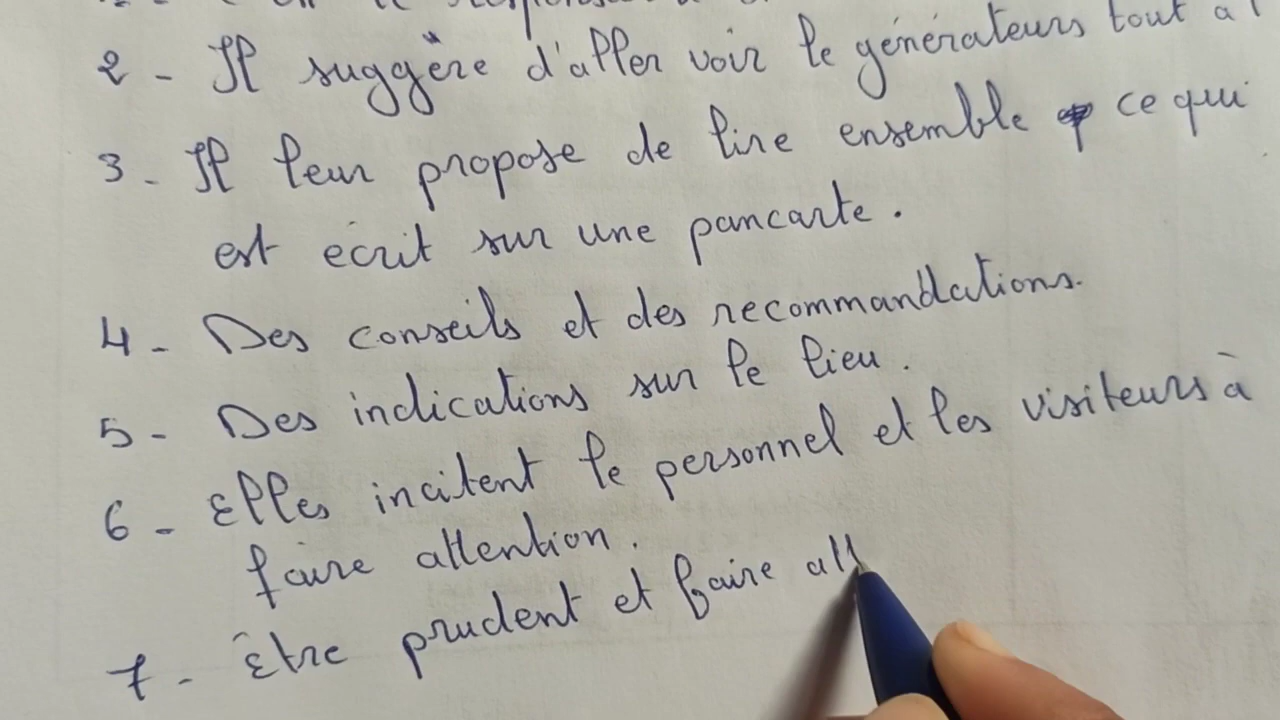 2 - Il suggère d'aller voir le générateurs tout à l
3 - Il leur propose de lire ensemble ce qui
est écrit sur une pancarte.
4 - Des conseils et des recommandations.
5 - Des indications sur le lieu.
6 - Elles incitent le personnel et les visiteurs à
faire attention.
7 - être prudent et faire att